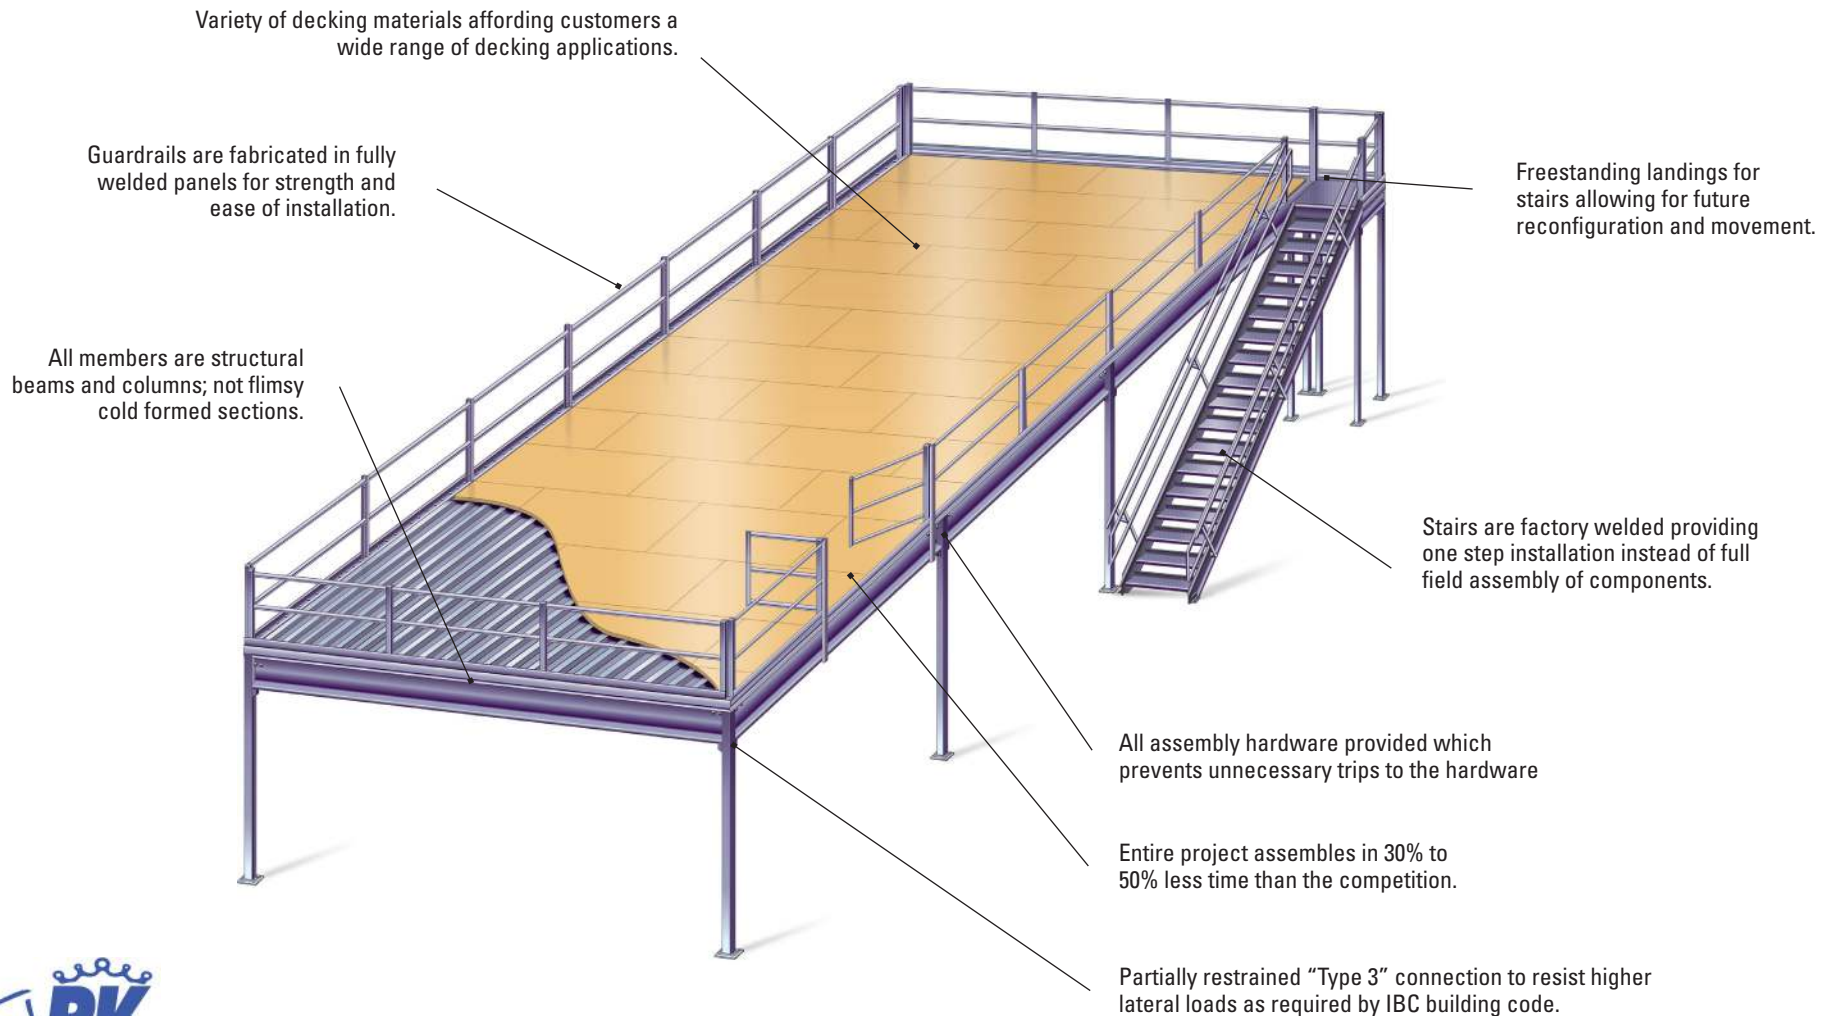 Variety of decking materials affording customers a
wide range of decking applications.
Guardrails are fabricated in fully
welded panels for strength and
ease of installation.
Freestanding landings for
stairs allowing for future
reconfiguration and movement.
All members are structural
beams and columns; not flimsy
cold formed sections.
Stairs are factory welded providing
one step installation instead of full
field assembly of components.
All assembly hardware provided which
prevents unnecessary trips to the hardware
Entire project assembles in 30% to
50% less time than the competition.
Partially restrained “Type 3” connection to resist higher
lateral loads as required by IBC building code.